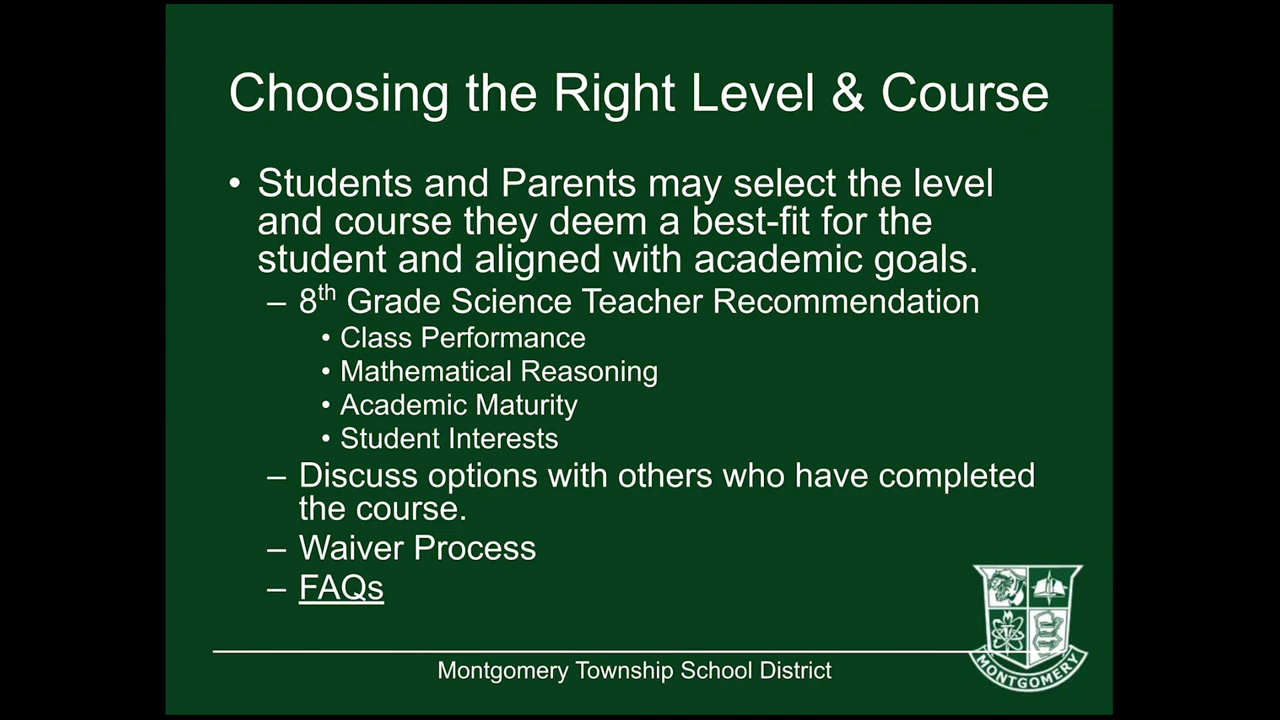 Choosing the Right Level & Course
• Students and Parents may select the level
and course they deem a best-fit for the
student and aligned with academic goals.
– 8th Grade Science Teacher Recommendation
• Class Performance
• Mathematical Reasoning
• Academic Maturity
• Student Interests
– Discuss options with others who have completed
the course.
– Waiver Process
– FAQs
MONTGOMERY
Montgomery Township School District